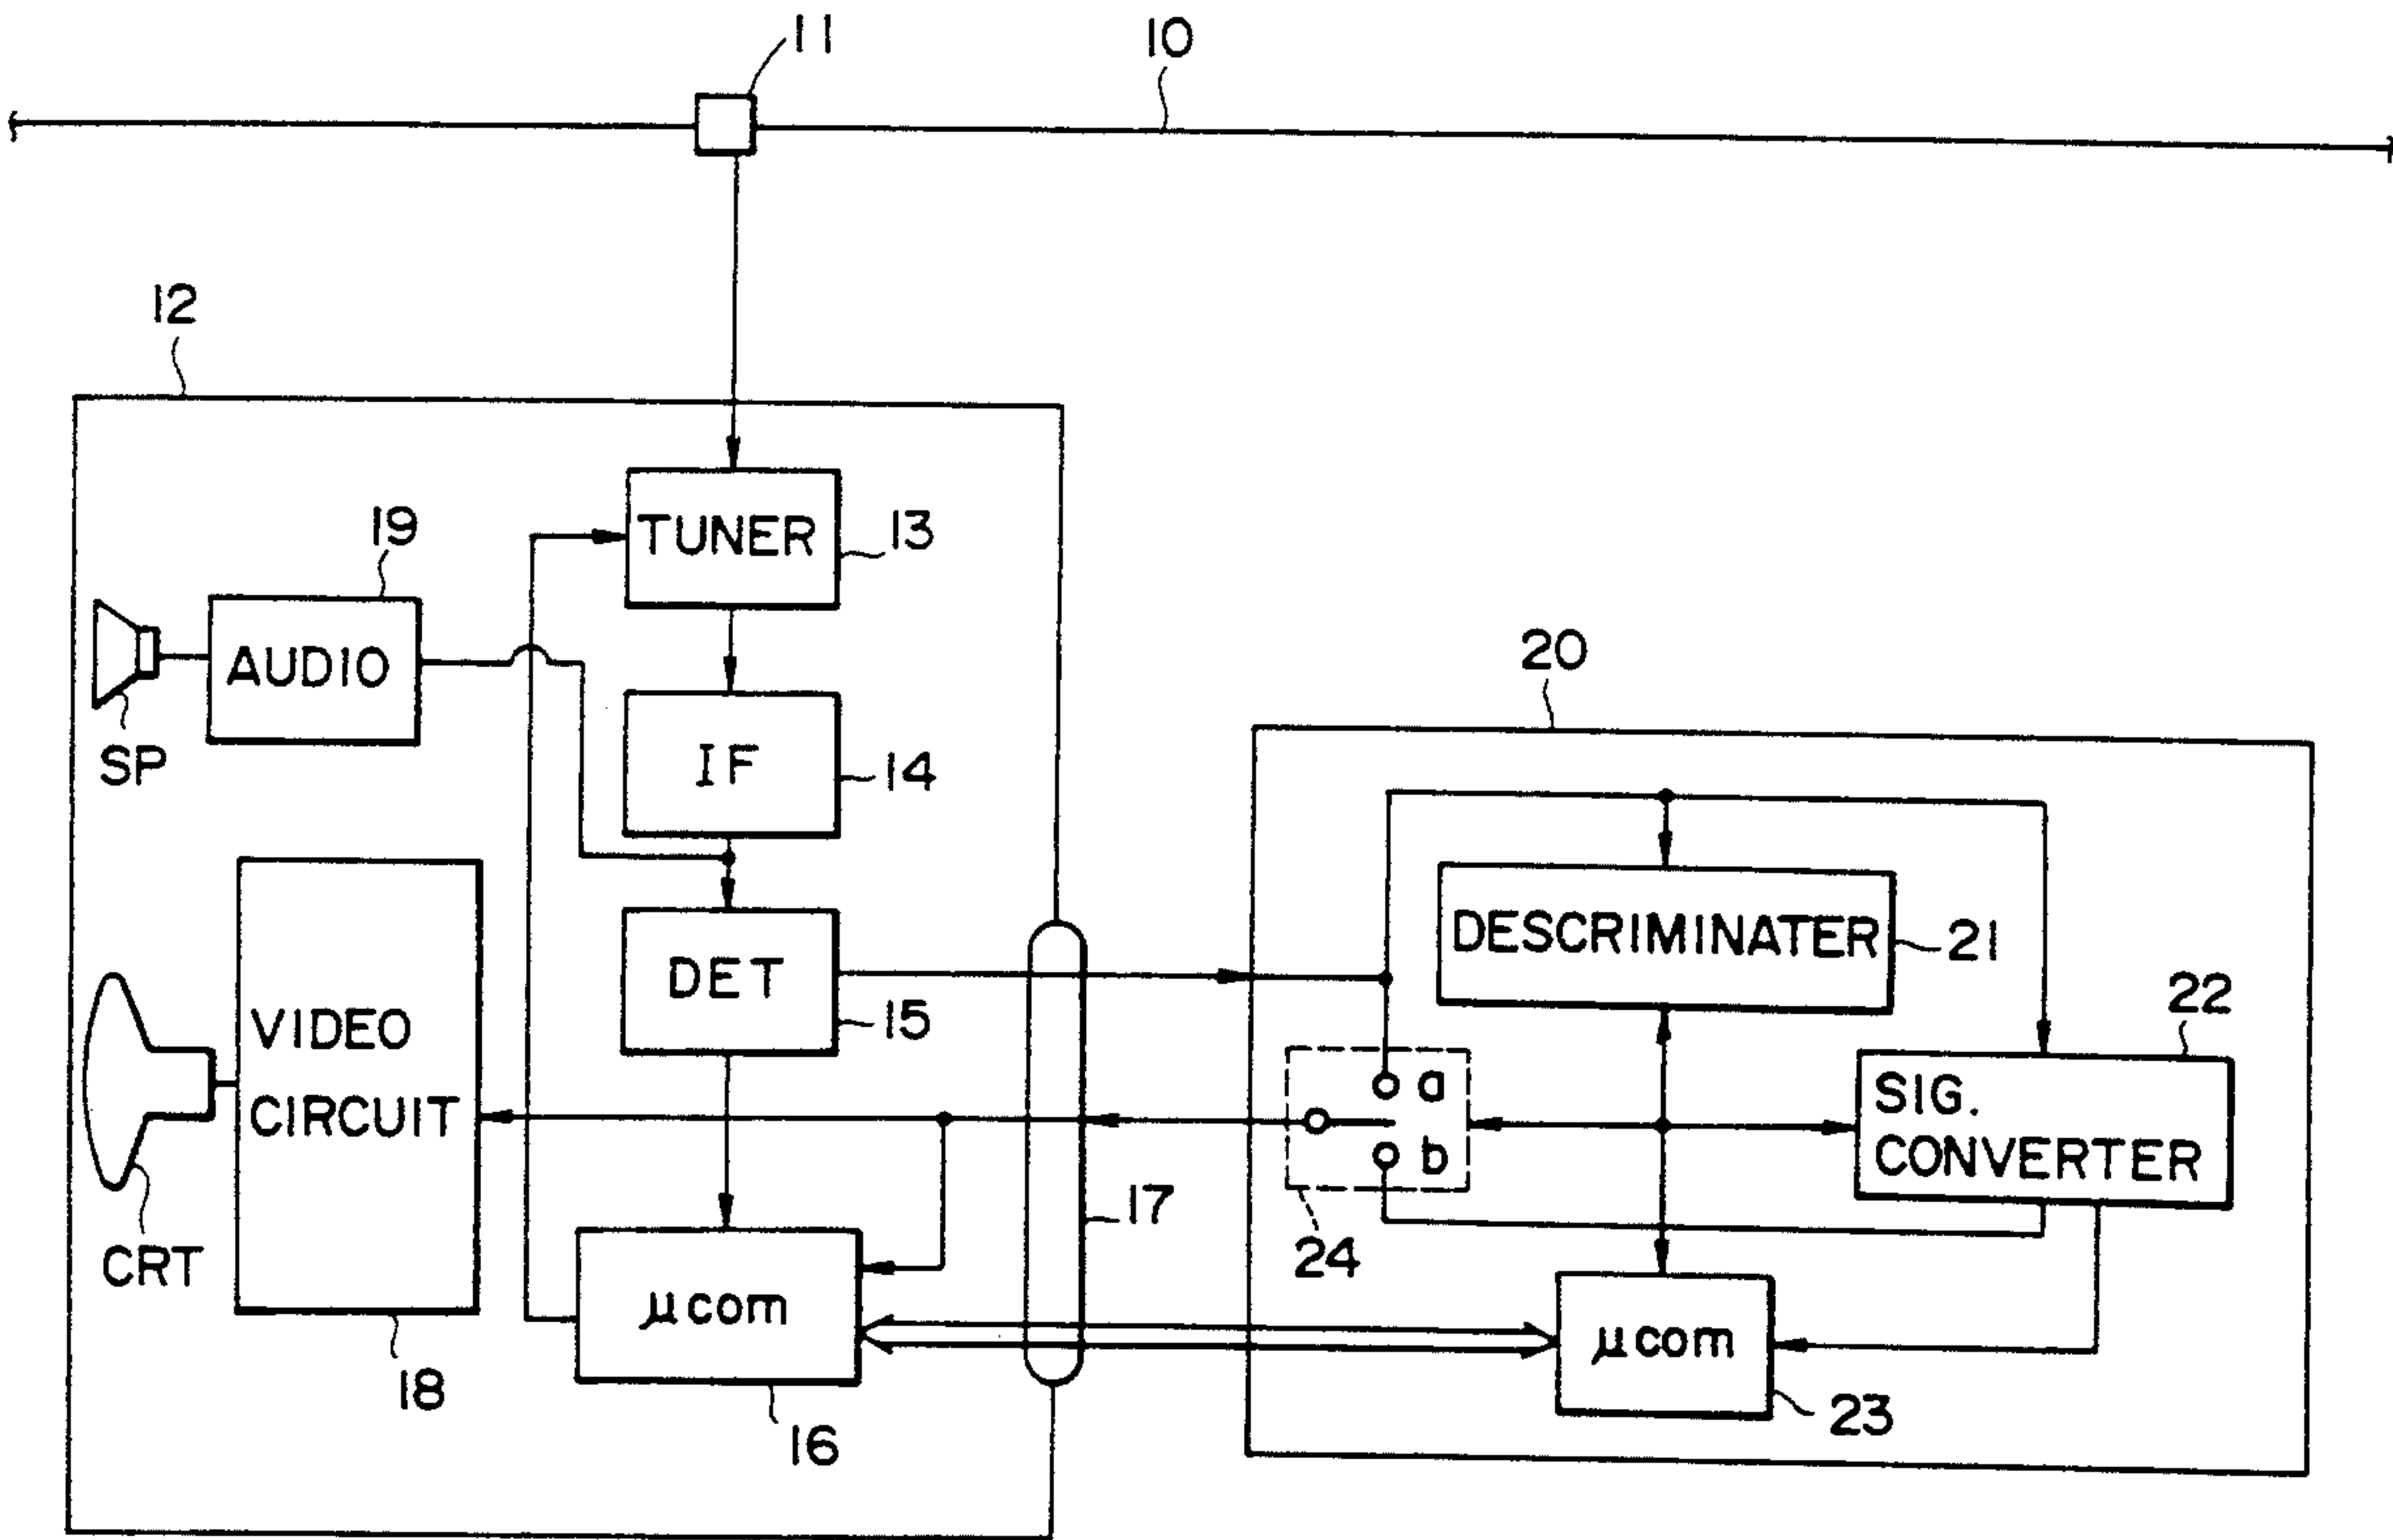 11
10
12
TUNER
13
19
AUDIO
SP
IF
14
20
DESCRIMINATER
21
DET
15
22
VIDEO
CIRCUIT
a
b
SIG.
CONVERTER
17
24
CRT
μcom
μcom
18
16
23